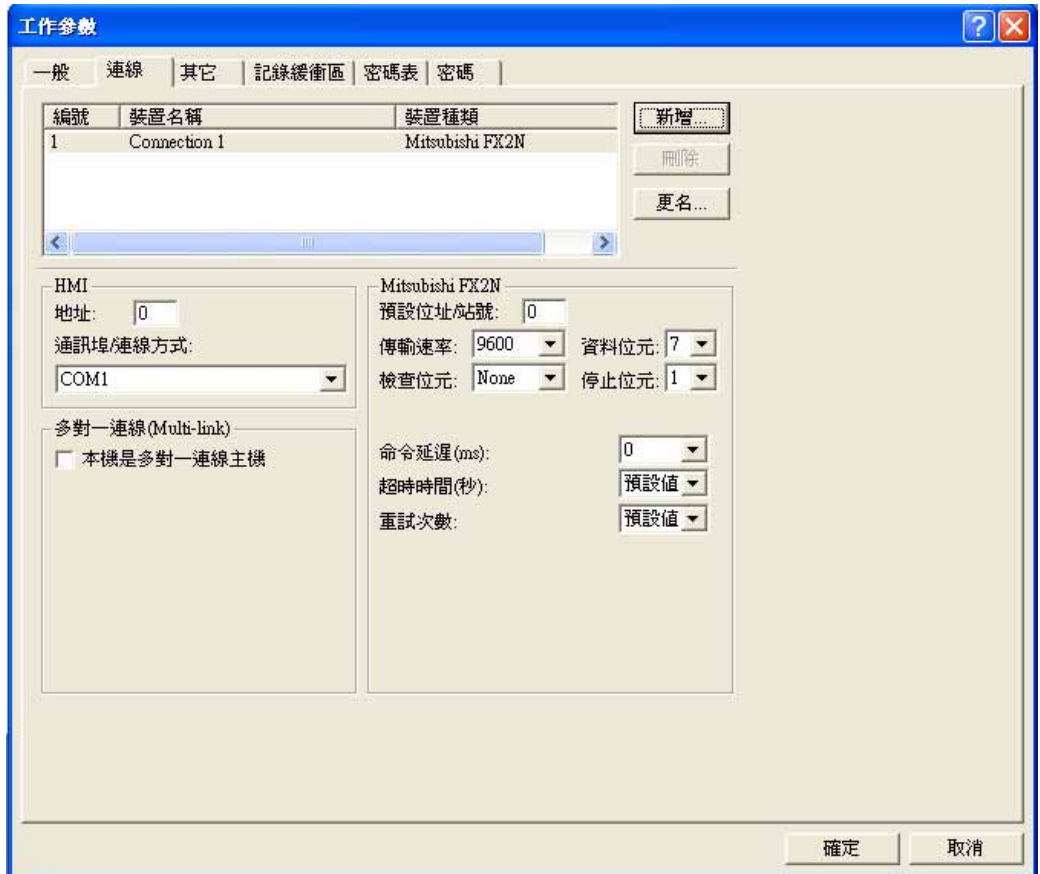 工作參數
一般 連線 其它 記錄緩衝區 密碼表 密碼
編號 裝置名稱 裝置種類
1 Connection 1 Mitsubishi FX2N
新增...
刪除
更名...
HMI
地址: 0
通訊埠/連線方式:
COM1
多對一連線(Multi-link)
本機是多對一連線主機
Mitsubishi FX2N
預設位址/站號: 0
傳輸速率: 9600 資料位元: 7
檢查位元: None 停止位元: 1
命令延遲(ms): 0
超時時間(秒): 預設值
重試次數: 預設值
確定 取消